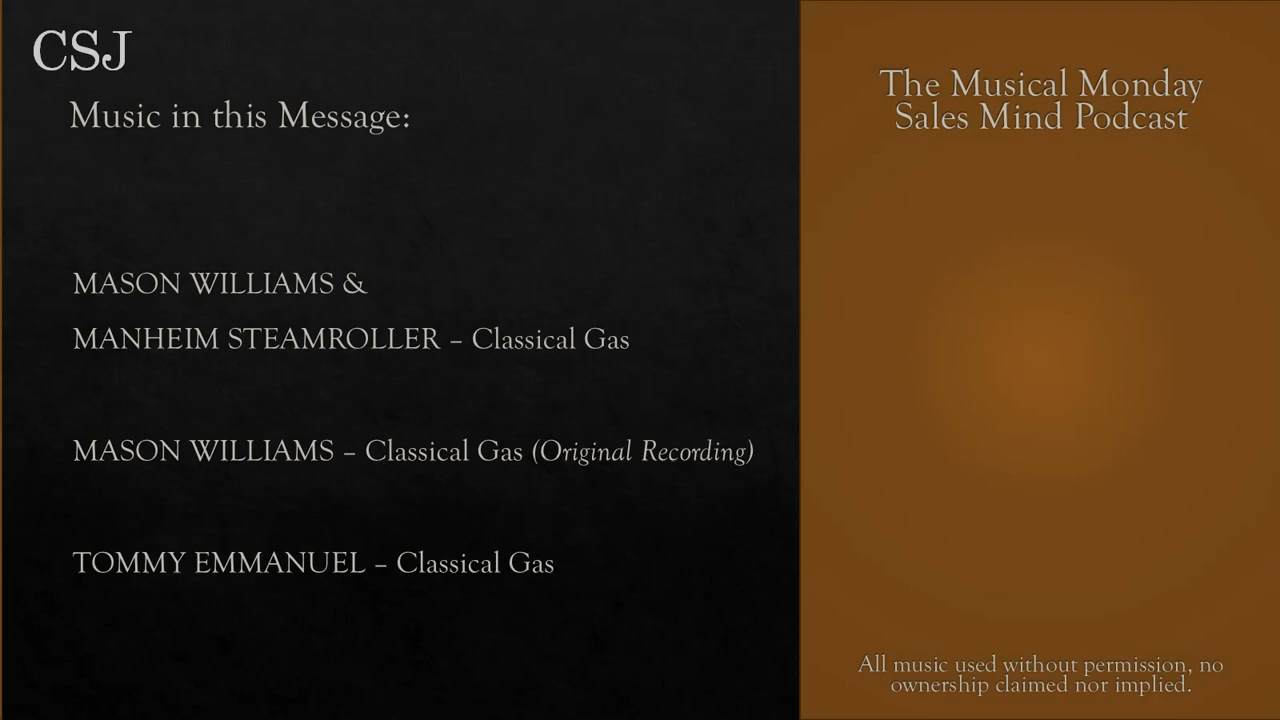 CSJ
Music in this Message:
MASON WILLIAMS &
MANHEIM STEAMROLLER – Classical Gas
MASON WILLIAMS – Classical Gas (Original Recording)
TOMMY EMMANUEL – Classical Gas
The Musical Monday
Sales Mind Podcast
All music used without permission, no
ownership claimed nor implied.